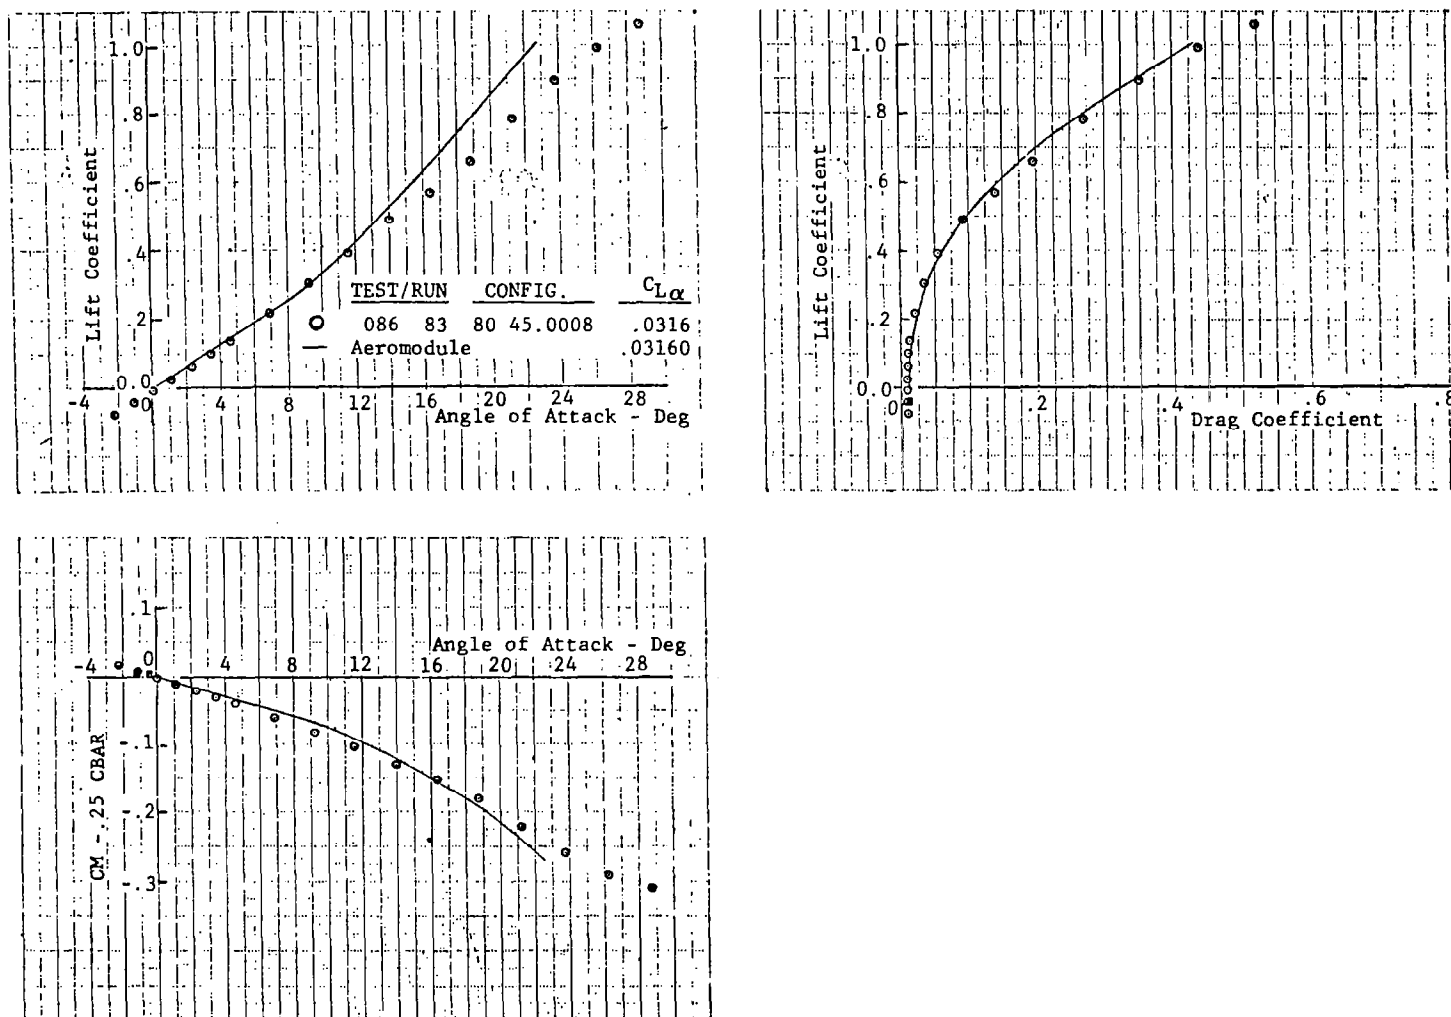 1.0
.8
.6
.4
.2
0.0
Lift Coefficient
-4 0 4 8 12 16 20 24 28
Angle of Attack - Deg
TEST/RUN CONFIG. CLα
086 83 80 45.0008 .0316
Aeromodule .03160
1.0
.8
.6
.4
.2
0.0
Lift Coefficient
0 .2 .4 .6 .8
Drag Coefficient
.1
Angle of Attack - Deg
-4 0 4 8 12 16 20 24 28
-.1
-.2
-.3
CM -.25 CBAR